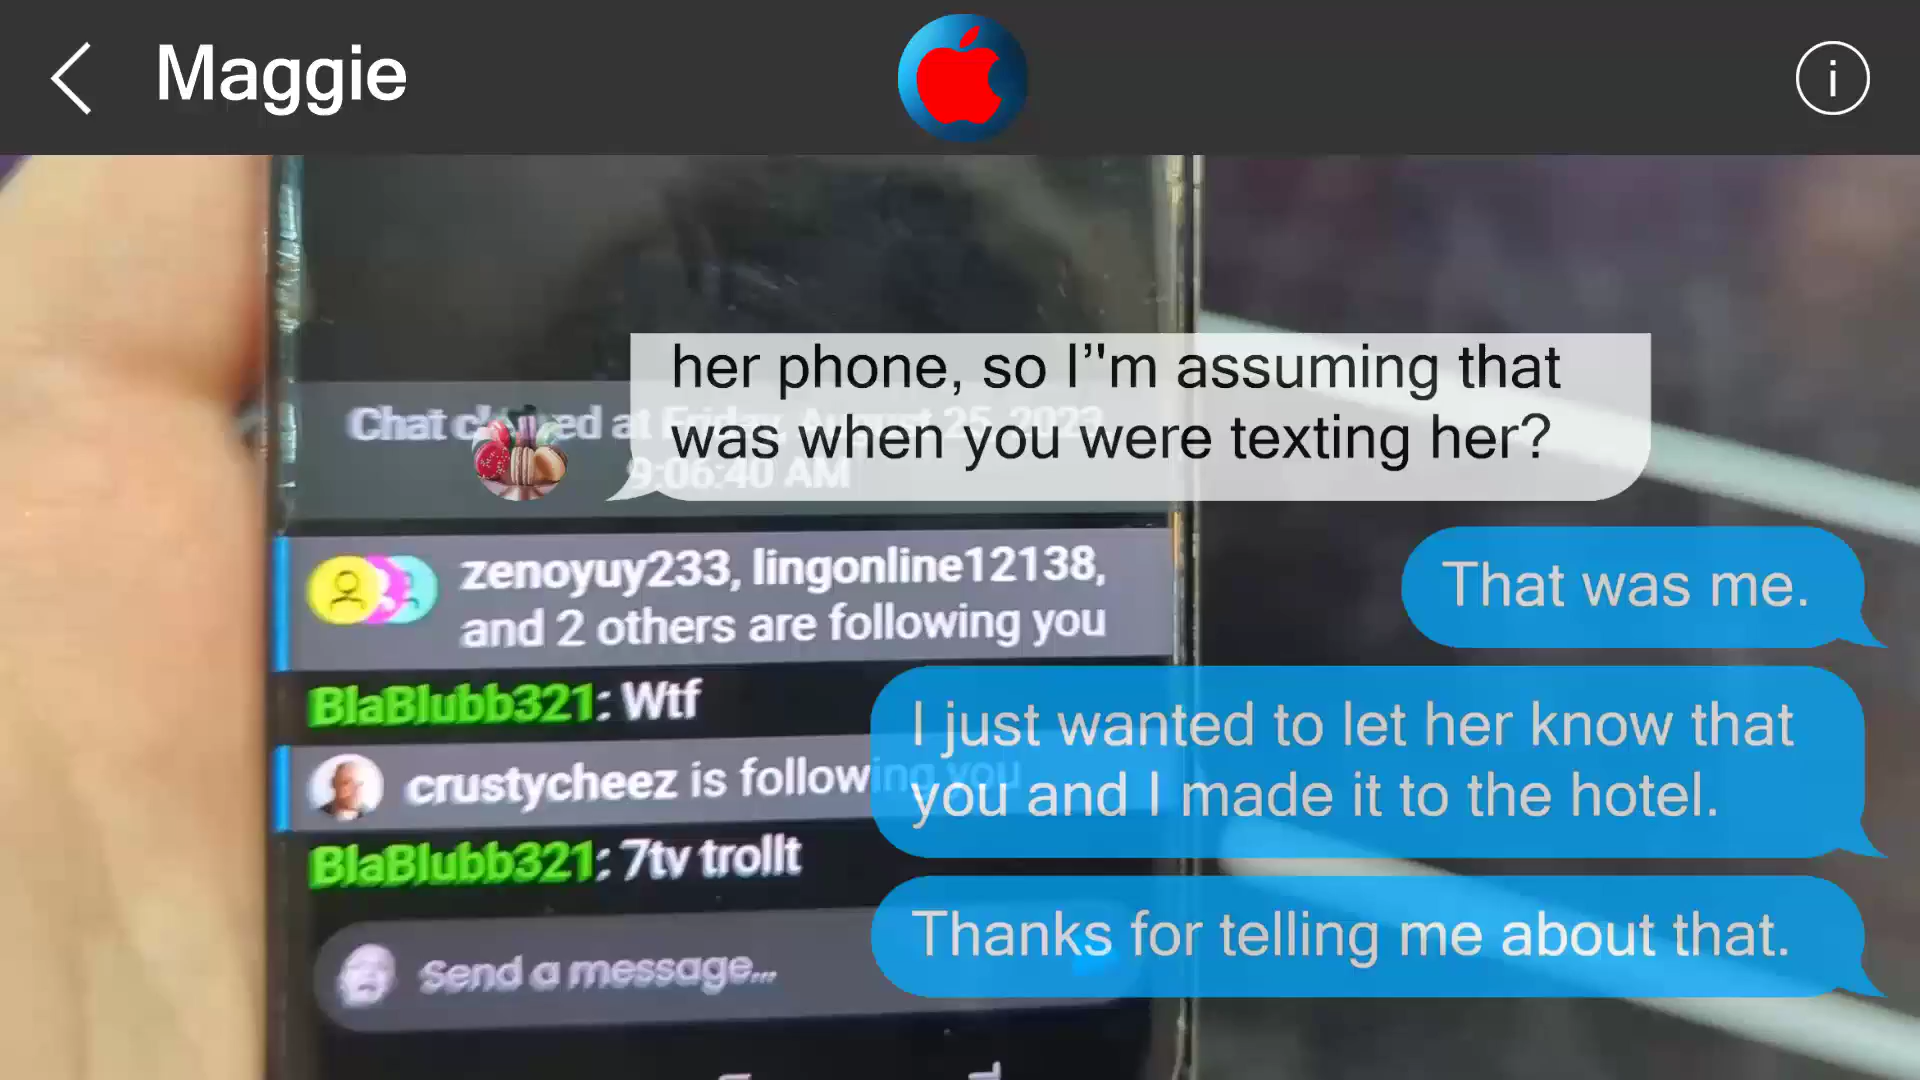 Maggie
i
her phone, so I”m assuming that
was when you were texting her?
Chat cleared at Friday, August 25, 2023
9:06:40 AM
That was me.
zenoyuy233, lingonline12138,
and 2 others are following you
BlaBlubb321: Wtf
I just wanted to let her know that
you and I made it to the hotel.
crustycheez is following you
BlaBlubb321: 7tv trollt
Thanks for telling me about that.
Send a message...